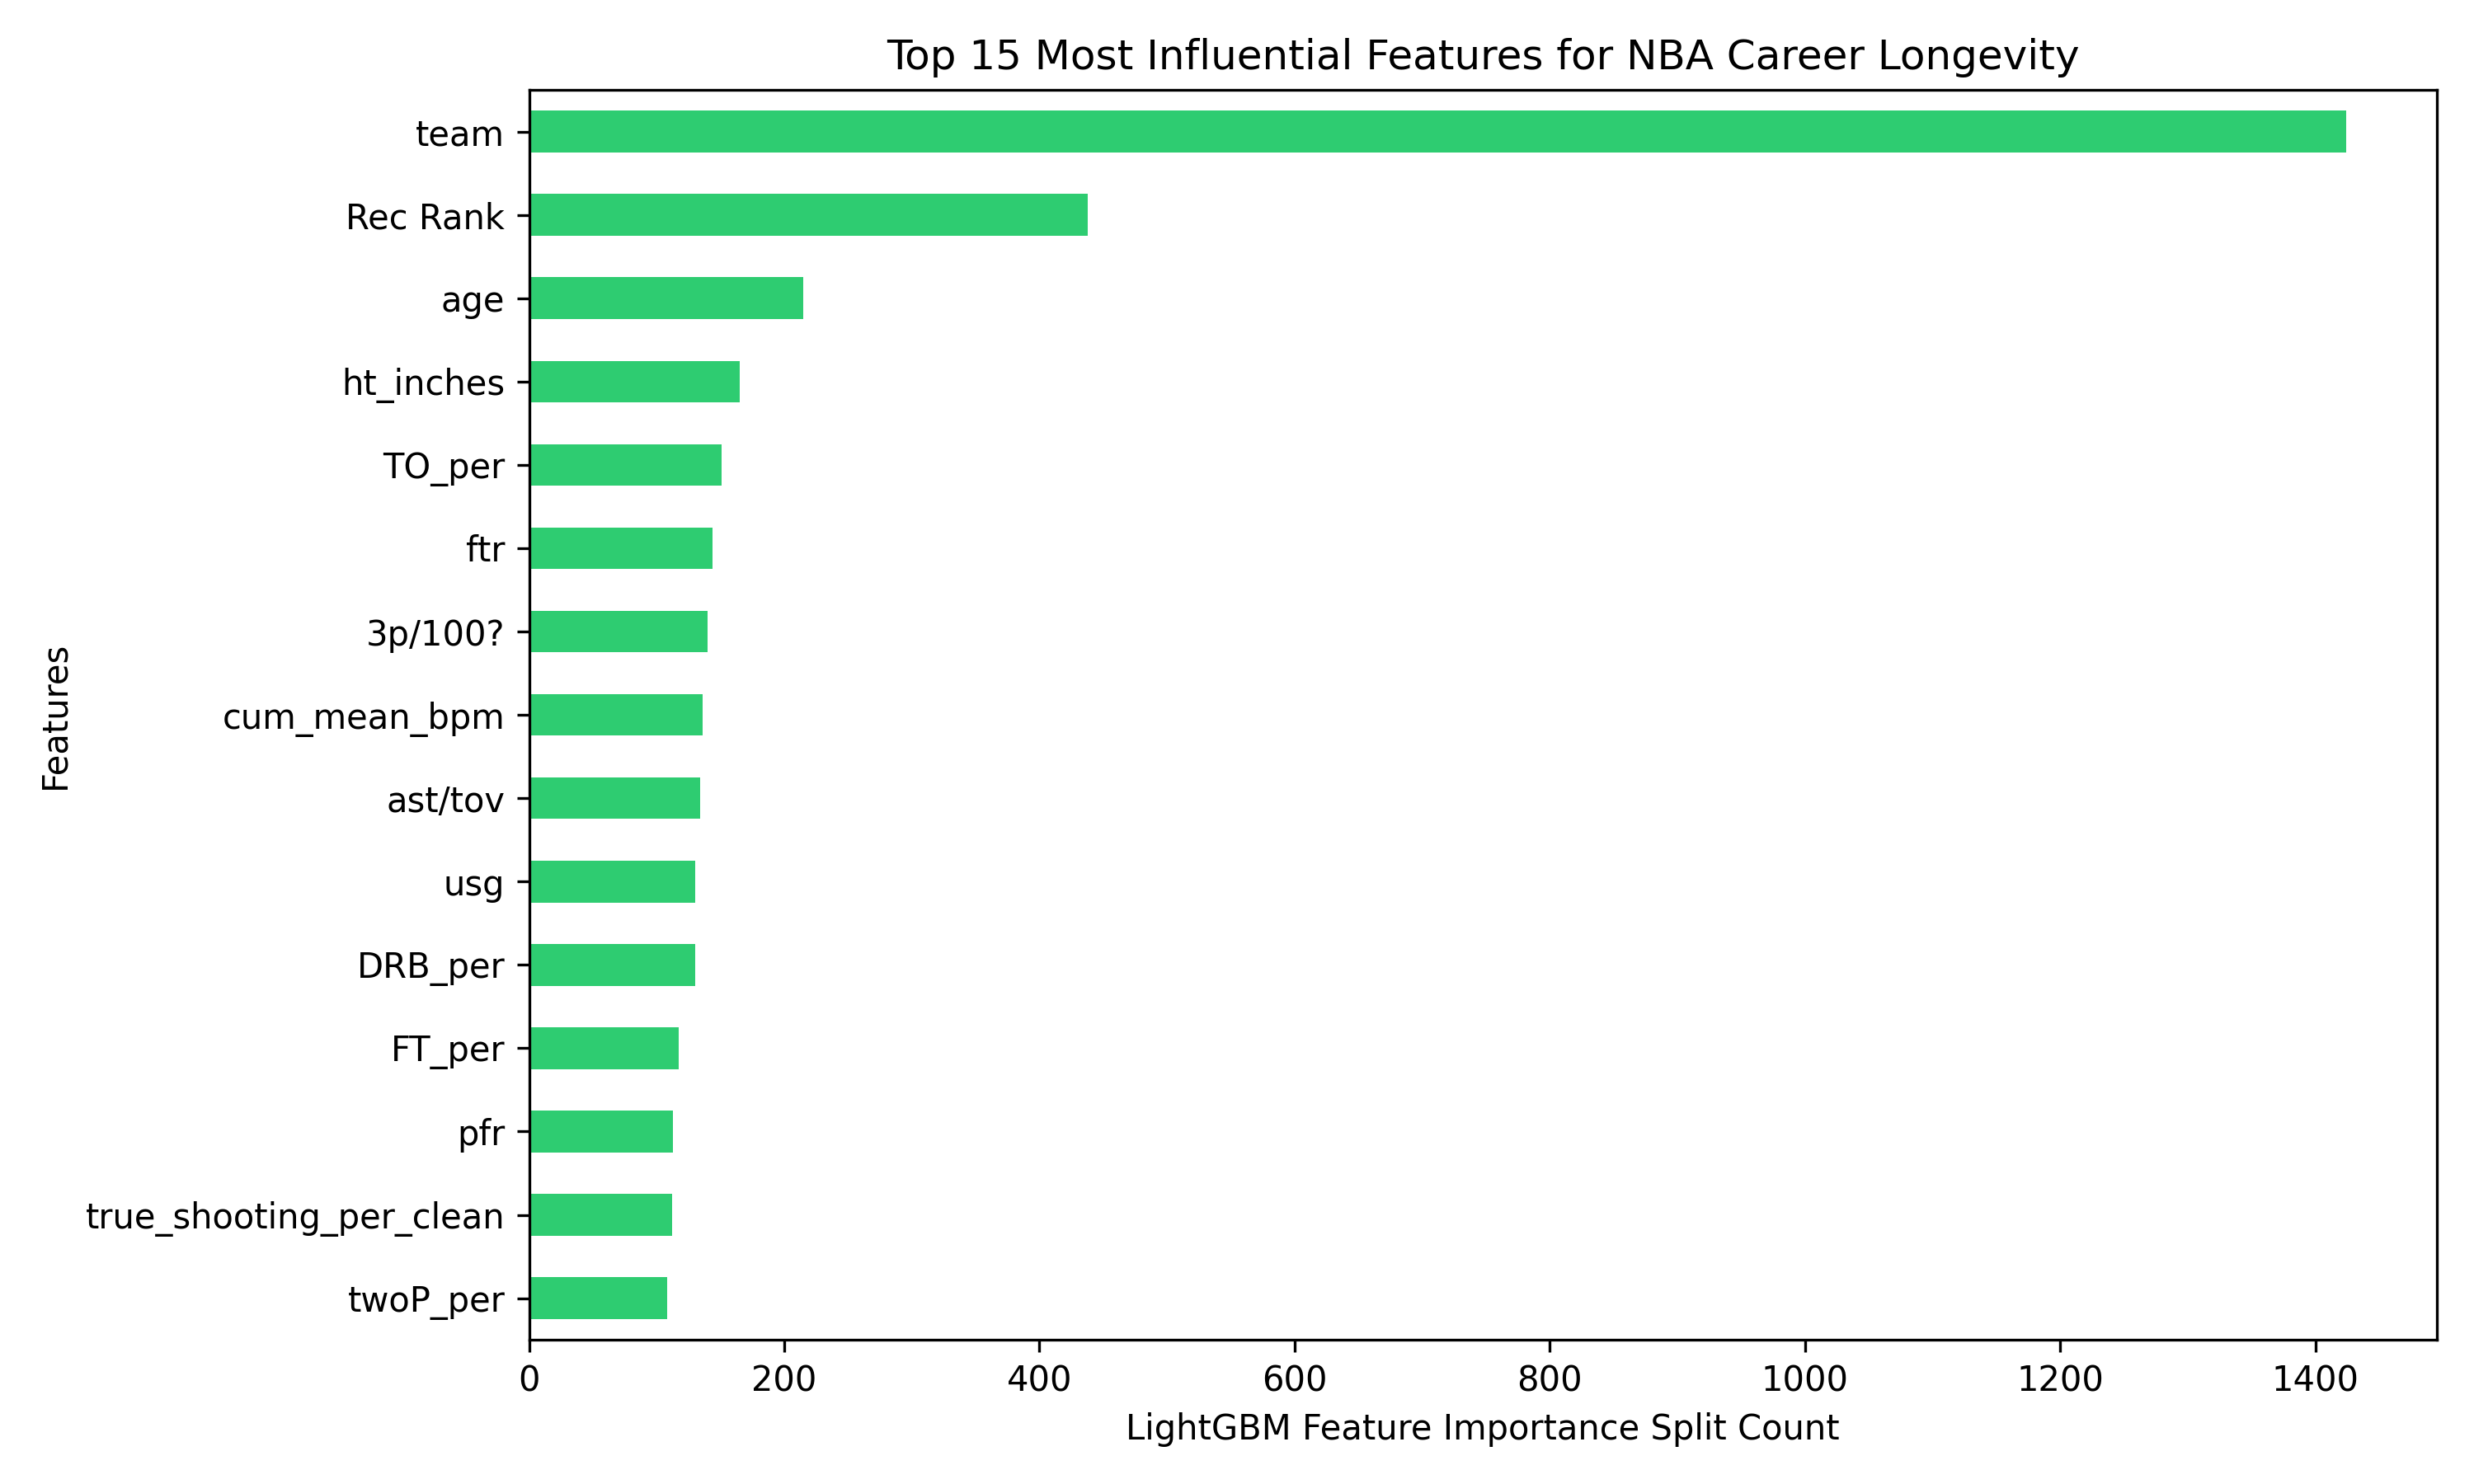 Top 15 Most Influential Features for NBA Career Longevity
team
Rec Rank
age
ht_inches
TO_per
ftr
3p/100?
cum_mean_bpm
ast/tov
usg
DRB_per
FT_per
pfr
true_shooting_per_clean
twoP_per
Features
0 200 400 600 800 1000 1200 1400
LightGBM Feature Importance Split Count